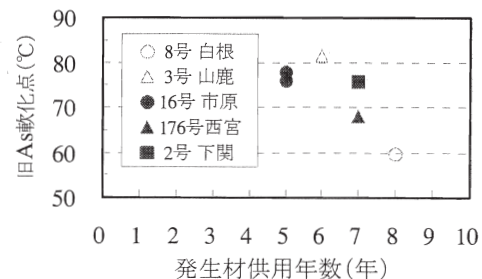 90
80
70
60
50
旧As軟化点(℃)
8号 白根
3号 山鹿
16号 市原
176号西宮
2号 下関
0 1 2 3 4 5 6 7 8 9 10
発生材供用年数(年)